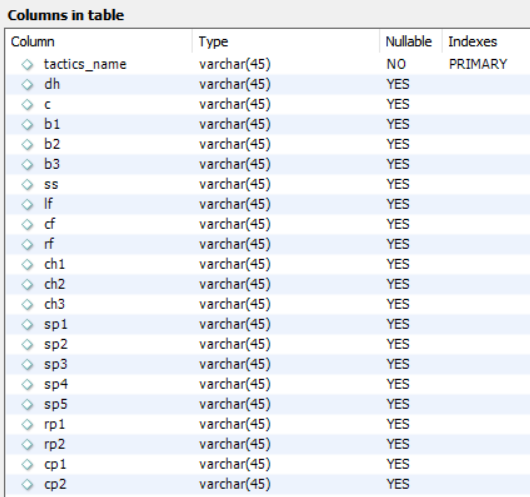 Columns in table
Column Type Nullable Indexes
tactics_name varchar(45) NO PRIMARY
dh varchar(45) YES
c varchar(45) YES
b1 varchar(45) YES
b2 varchar(45) YES
b3 varchar(45) YES
ss varchar(45) YES
lf varchar(45) YES
cf varchar(45) YES
rf varchar(45) YES
ch1 varchar(45) YES
ch2 varchar(45) YES
ch3 varchar(45) YES
sp1 varchar(45) YES
sp2 varchar(45) YES
sp3 varchar(45) YES
sp4 varchar(45) YES
sp5 varchar(45) YES
rp1 varchar(45) YES
rp2 varchar(45) YES
cp1 varchar(45) YES
cp2 varchar(45) YES